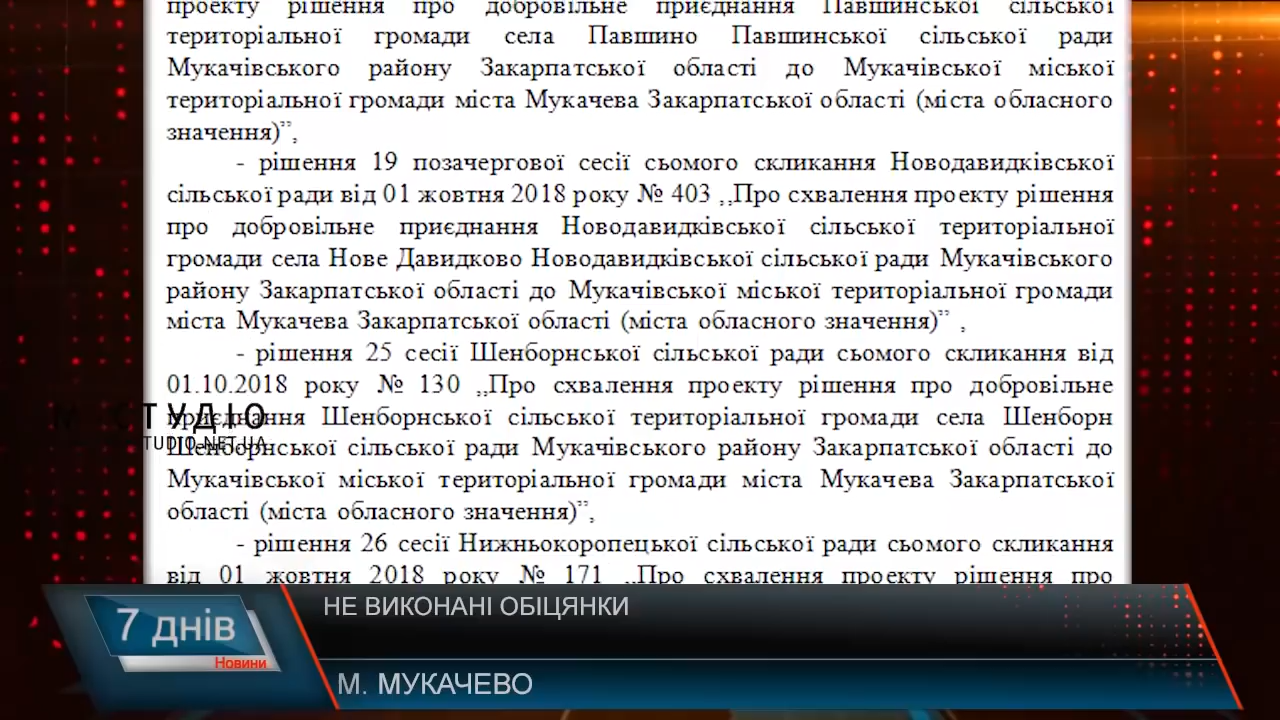 проекту рішення про добровільне приєднання Павшинської сільської
територіальної громади села Павшино Павшинської сільської ради
Мукачівського району Закарпатської області до Мукачівської міської
територіальної громади міста Мукачева Закарпатської області (міста обласного
значення)”,
- рішення 19 позачергової сесії сьомого скликання Новодавидківської
сільської ради від 01 жовтня 2018 року № 403 „Про схвалення проекту рішення
про добровільне приєднання Новодавидківської сільської територіальної
громади села Нове Давидково Новодавидківської сільської ради Мукачівського
району Закарпатської області до Мукачівської міської територіальної громади
міста Мукачева Закарпатської області (міста обласного значення)” ,
- рішення 25 сесії Шенборнської сільської ради сьомого скликання від
01.10.2018 року № 130 „Про схвалення проекту рішення про добровільне
приєднання Шенборнської сільської територіальної громади села Шенборн
Шенборнської сільської ради Мукачівського району Закарпатської області до
Мукачівської міської територіальної громади міста Мукачева Закарпатської
області (міста обласного значення)”,
- рішення 26 сесії Нижньокоропецької сільської ради сьомого скликання
від 01 жовтня 2018 року № 171 „Про схвалення проекту рішення про
СТУДІО
TUDIO.NET.UA
НЕ ВИКОНАНІ ОБІЦЯНКИ
7 днів
Новини
М. МУКАЧЕВО